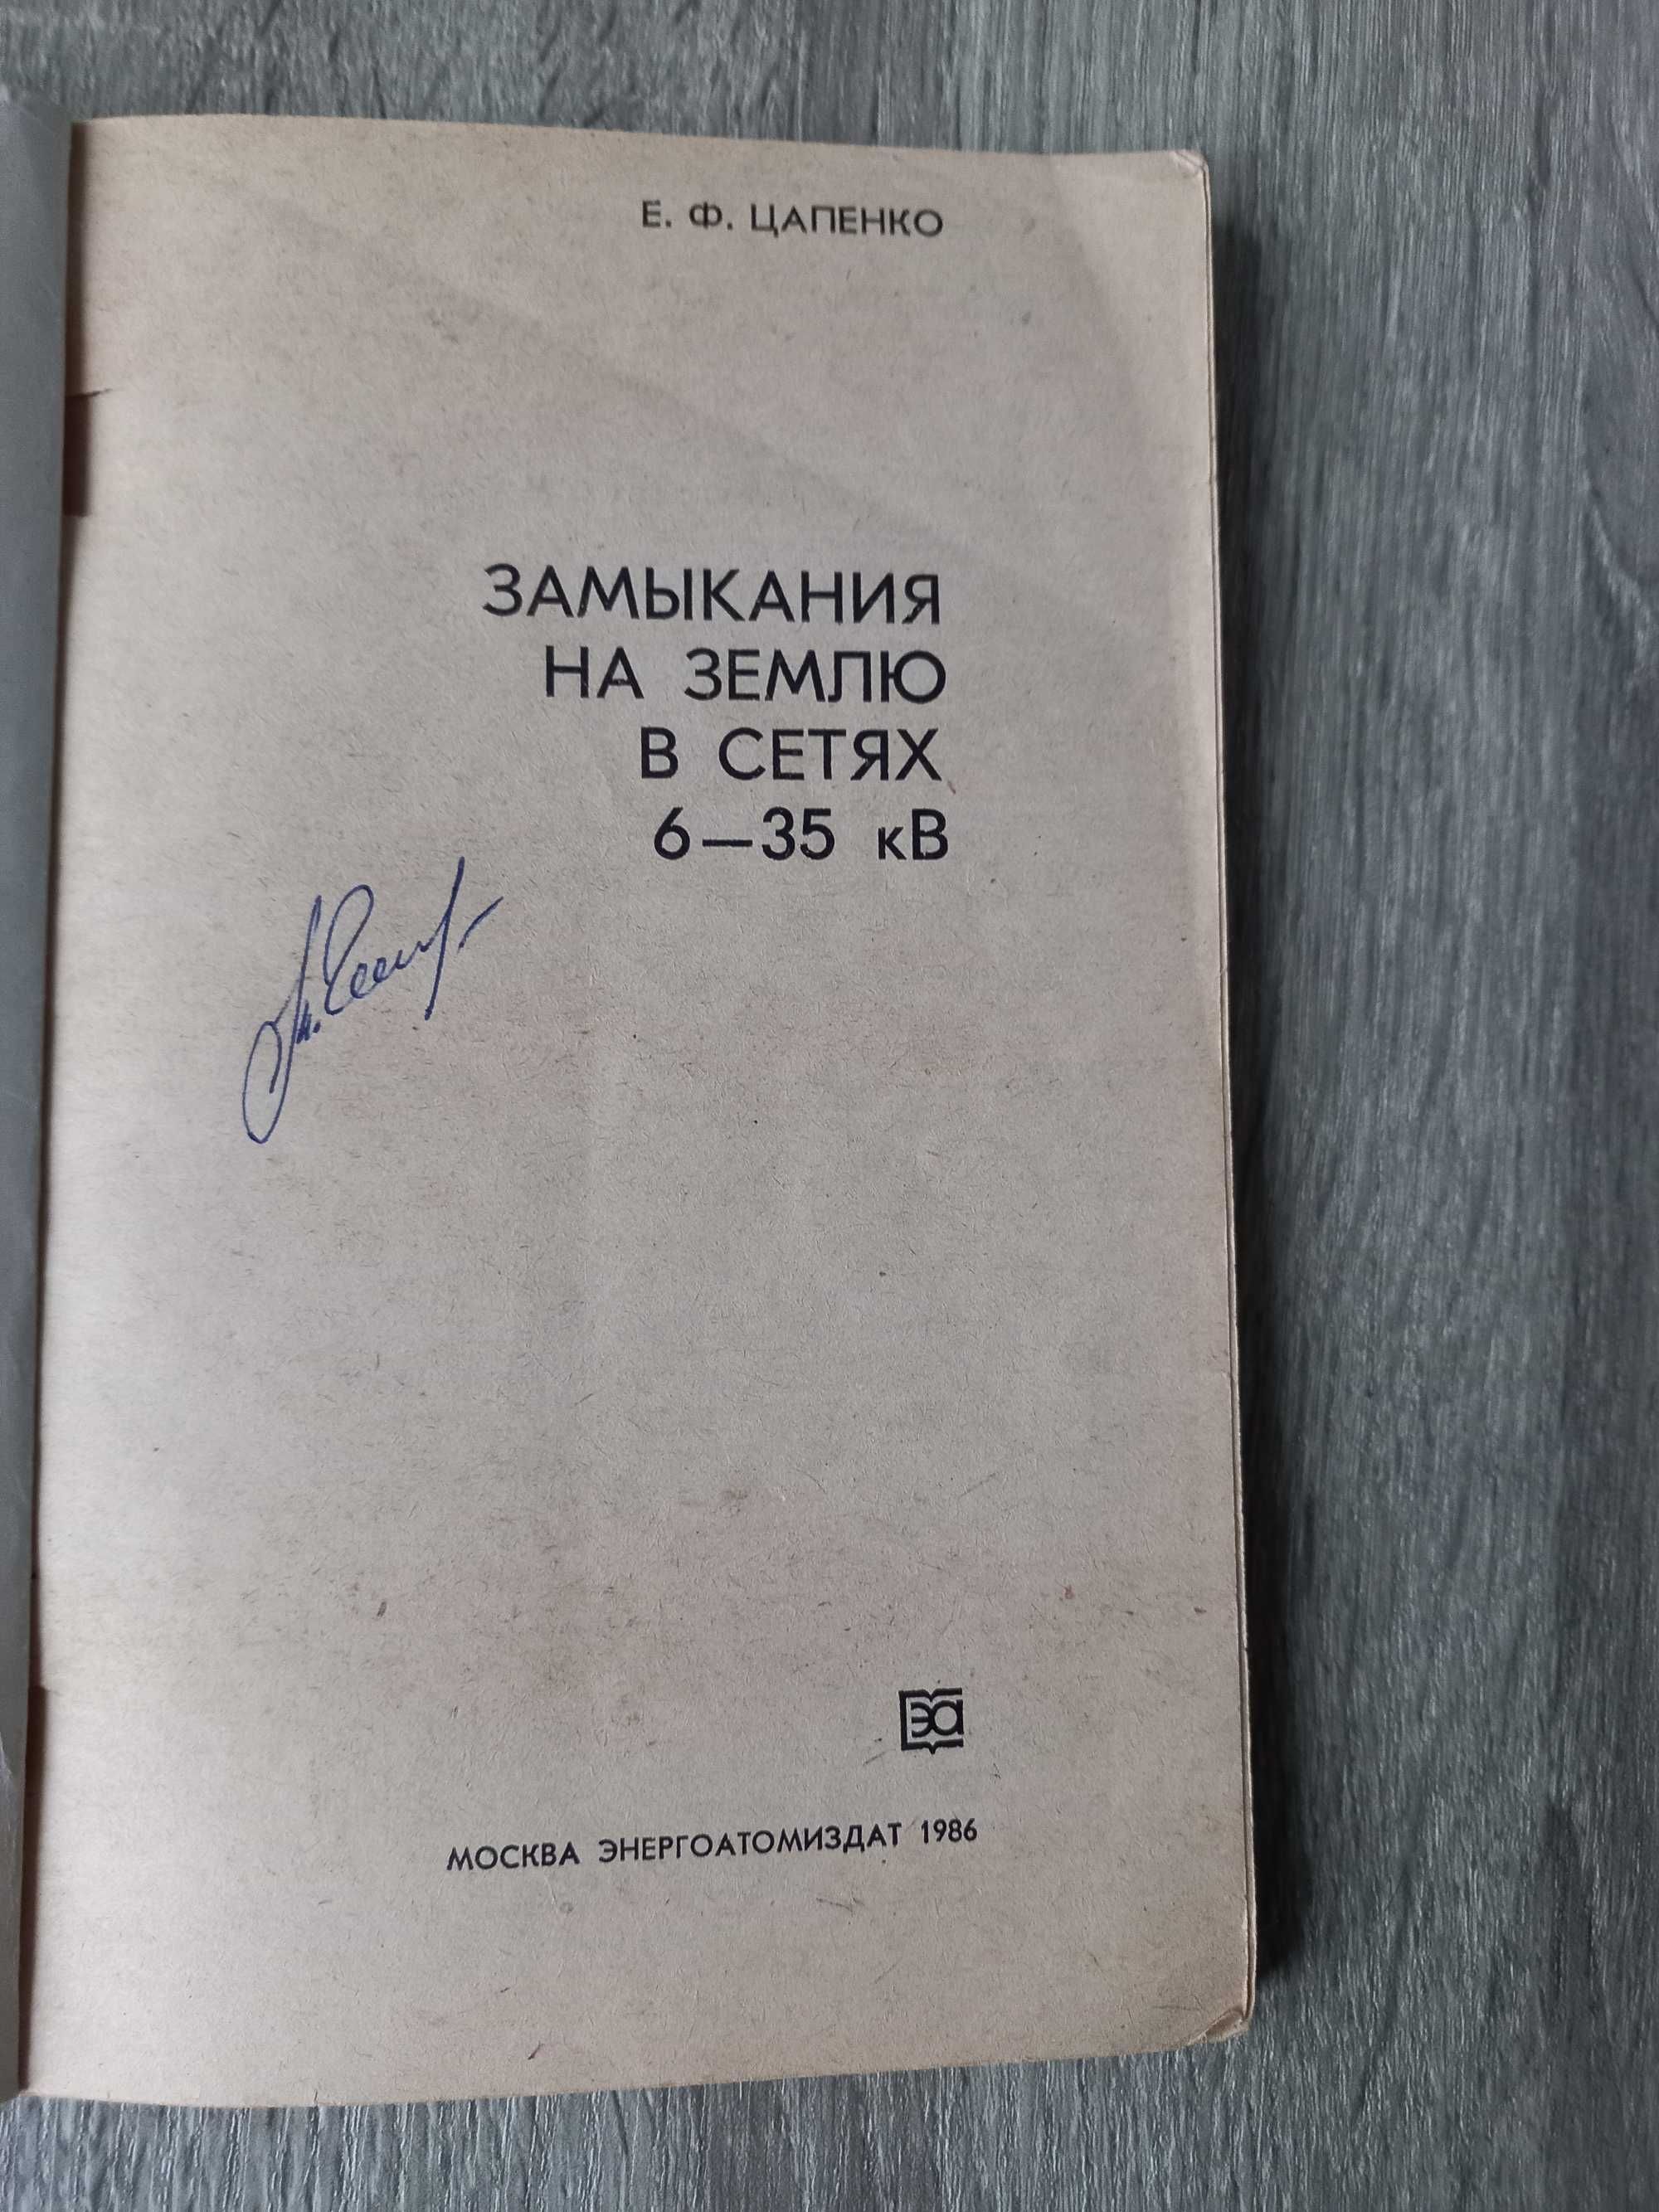 Е. Ф. ЦАПЕНКО
ЗАМЫКАНИЯ
НА ЗЕМЛЮ
В СЕТЯХ
6—35 кВ
эа
МОСКВА ЭНЕРГОАТОМИЗДАТ 1986